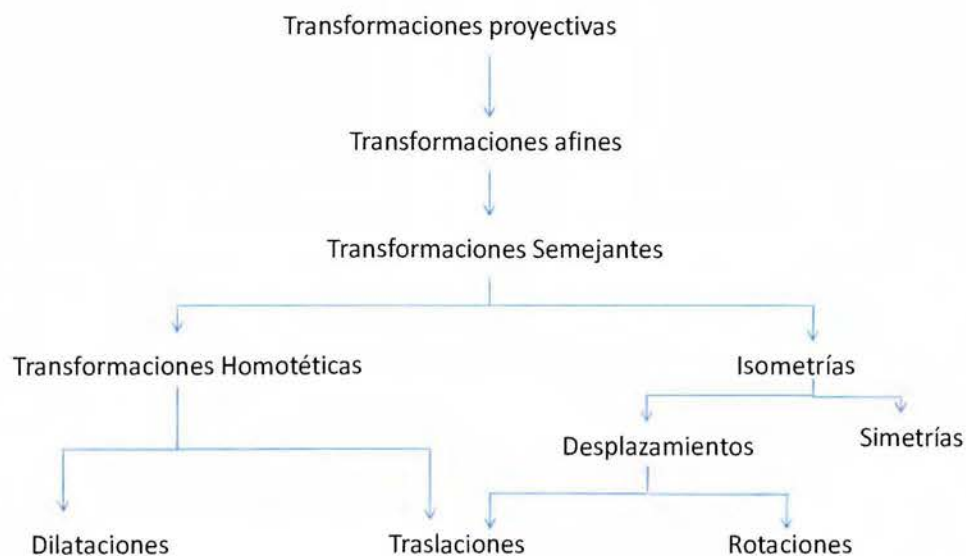 Transformaciones proyectivas
Transformaciones afines
Transformaciones Semejantes
Transformaciones Homotéticas
Isometrías
Desplazamientos
Simetrías
Dilataciones
Traslaciones
Rotaciones